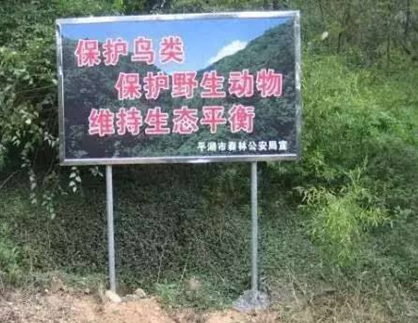 保护鸟类
保护野生动物
维持生态平衡
平湖市森林公安局宣